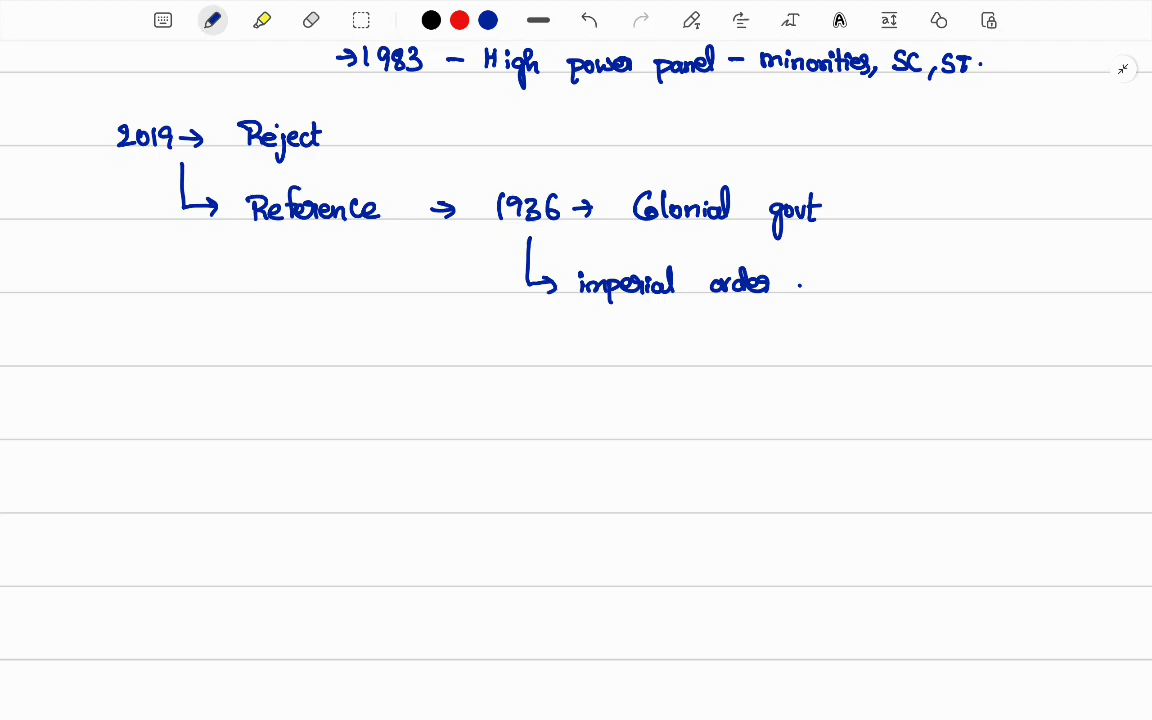 → 1983 - High power panel - minorities, SC, ST.
2019 → Reject
↳ Reference → 1936 → Colonial govt
↳ imperial order.